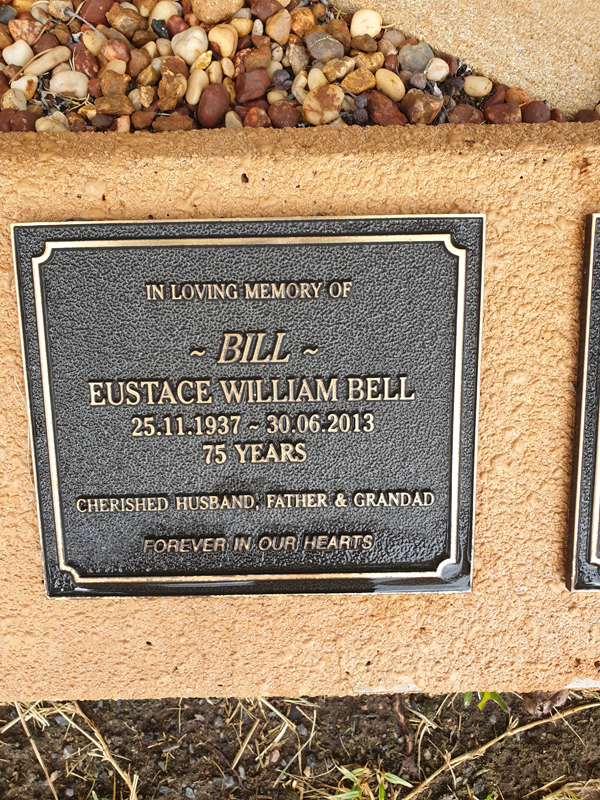 IN LOVING MEMORY OF
~ BILL ~
EUSTACE WILLIAM BELL
25.11.1937 ~ 30.06.2013
75 YEARS
CHERISHED HUSBAND, FATHER & GRANDAD
FOREVER IN OUR HEARTS